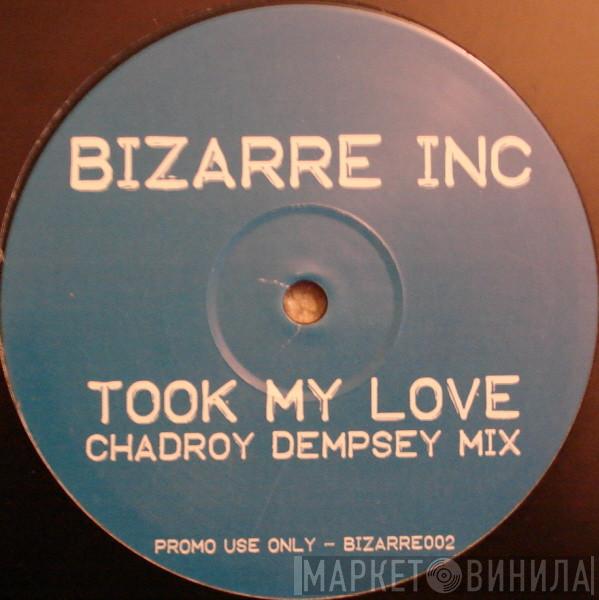 BIZARRE INC
TOOK MY LOVE
CHADROY DEMPSEY MIX
PROMO USE ONLY - BIZARRE002
МАРКЕТ ВИНИЛА